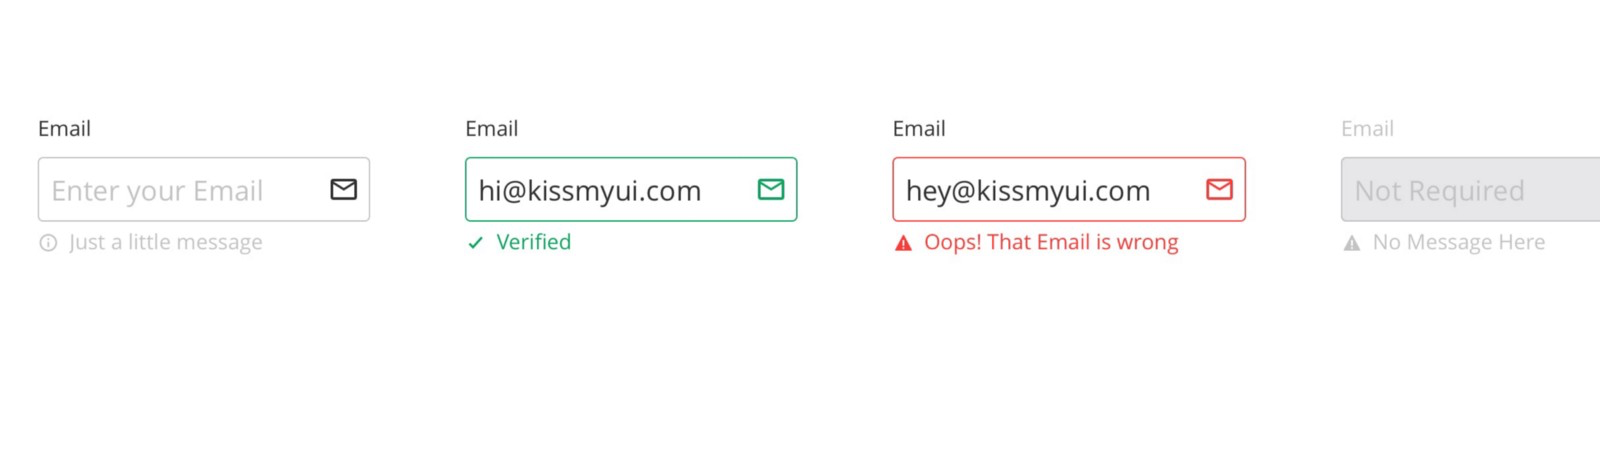 Email
Enter your Email
Just a little message
Email
hi@kissmyui.com
Verified
Email
hey@kissmyui.com
Oops! That Email is wrong
Email
Not Required
No Message Here